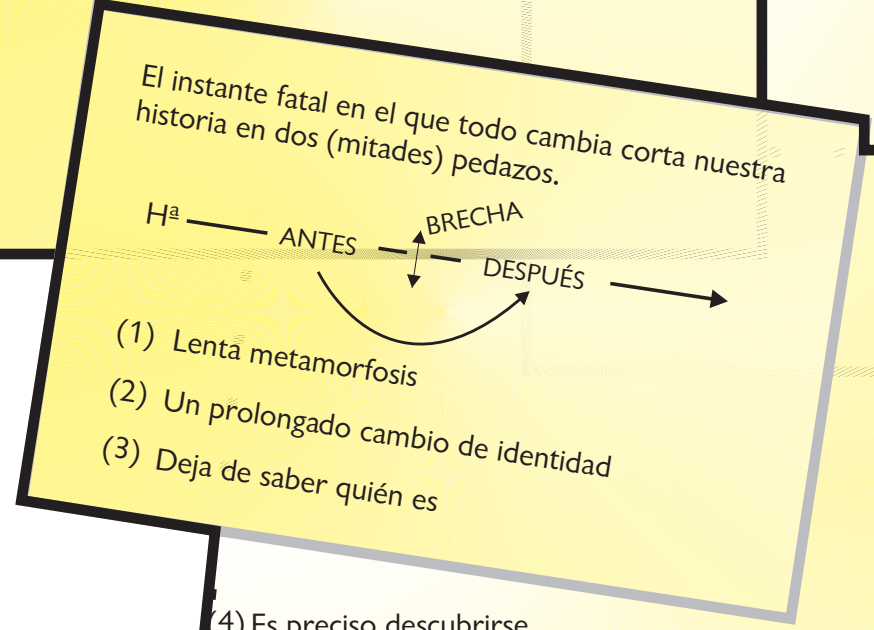 El instante fatal en el que todo cambia corta nuestra
historia en dos (mitades) pedazos.
Hª ANTES BRECHA DESPUÉS
(1) Lenta metamorfosis
(2) Un prolongado cambio de identidad
(3) Deja de saber quién es
(4) Es preciso descubrirse